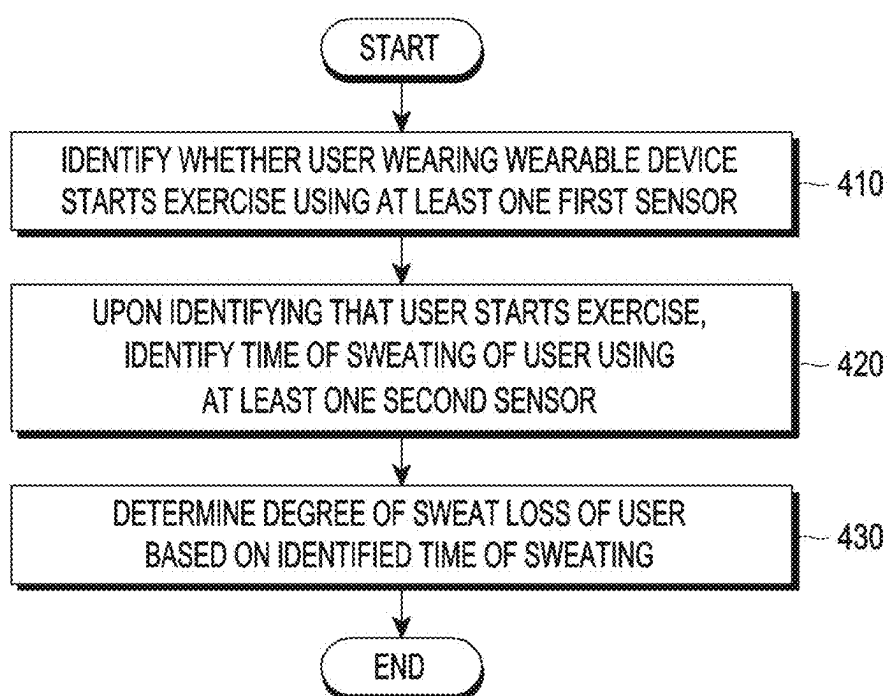 START
IDENTIFY WHETHER USER WEARING WEARABLE DEVICE
STARTS EXERCISE USING AT LEAST ONE FIRST SENSOR
410
UPON IDENTIFYING THAT USER STARTS EXERCISE,
IDENTIFY TIME OF SWEATING OF USER USING
AT LEAST ONE SECOND SENSOR
420
DETERMINE DEGREE OF SWEAT LOSS OF USER
BASED ON IDENTIFIED TIME OF SWEATING
430
END